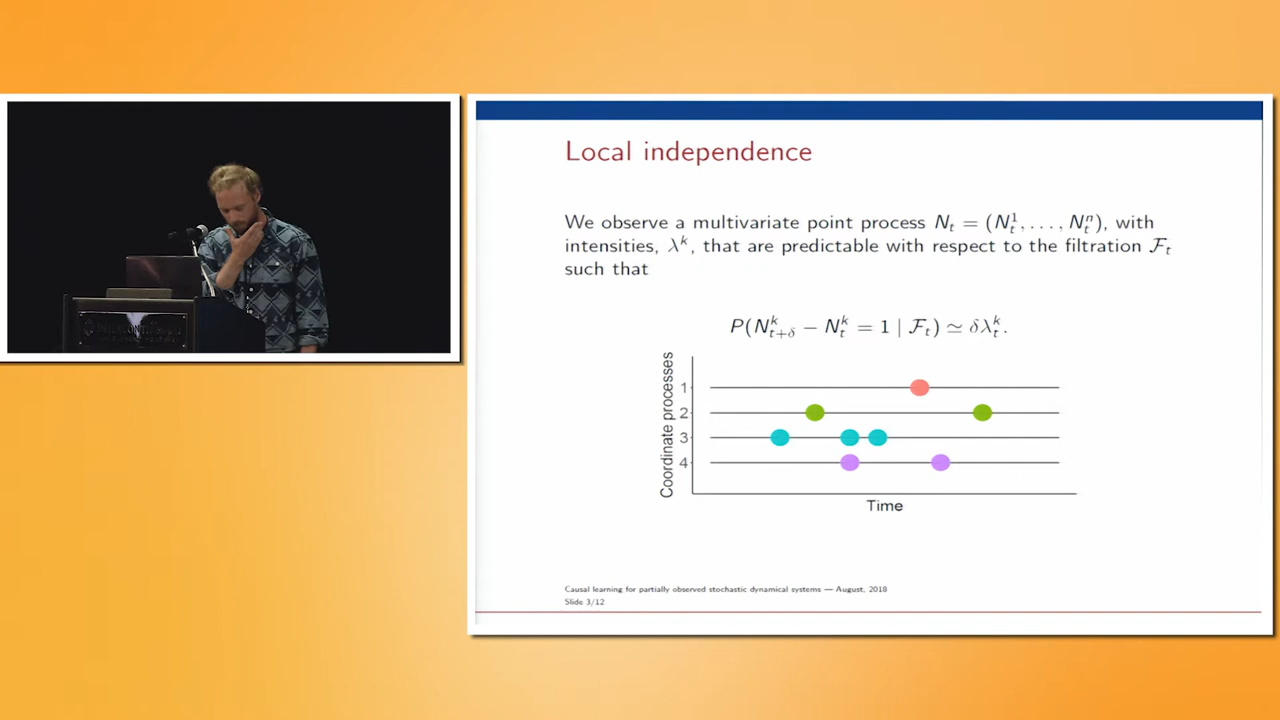 Local independence
We observe a multivariate point process N_t = (N_t^1, . . . , N_t^n), with
intensities, λ^k, that are predictable with respect to the filtration F_t
such that
P(N_{t+δ}^k − N_t^k = 1 | F_t) ≃ δλ_t^k.
Coordinate processes
1
2
3
4
Time
Causal learning for partially observed stochastic dynamical systems — August, 2018
Slide 3/12